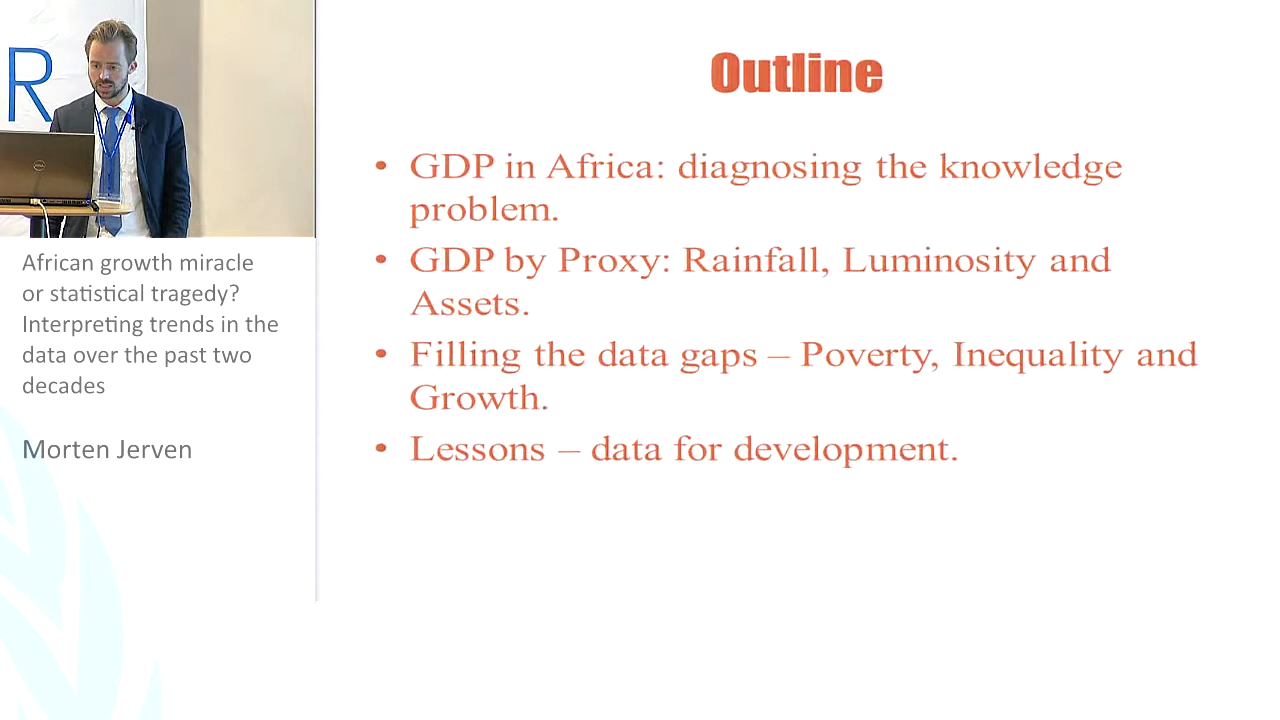 R
DELL
African growth miracle
or statistical tragedy?
Interpreting trends in the
data over the past two
decades
Morten Jerven
Outline
• GDP in Africa: diagnosing the knowledge
problem.
• GDP by Proxy: Rainfall, Luminosity and
Assets.
• Filling the data gaps – Poverty, Inequality and
Growth.
• Lessons – data for development.